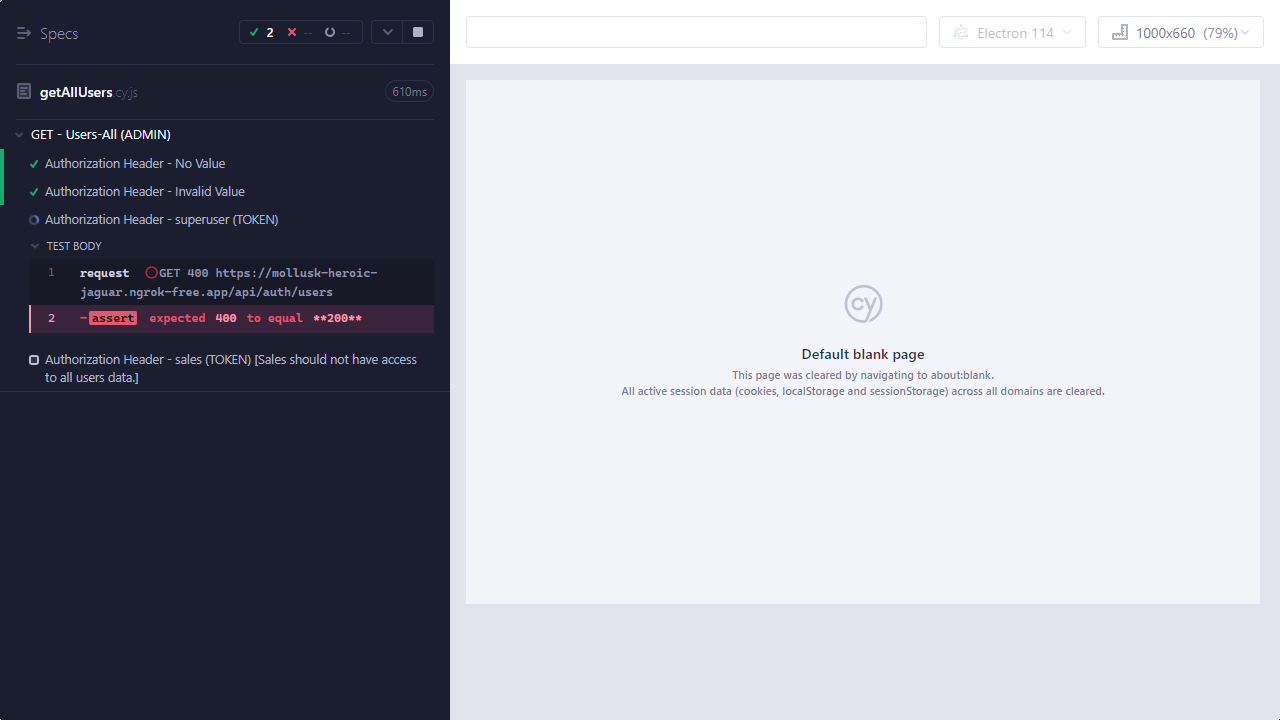 Specs
2 -- --
getAllUsers.cy.js 610ms
GET - Users-All (ADMIN)
Authorization Header - No Value
Authorization Header - Invalid Value
Authorization Header - superuser (TOKEN)
TEST BODY
1 request GET 400 https://mollusk-heroic-
jaguar.ngrok-free.app/api/auth/users
2 -assert expected 400 to equal **200**
Authorization Header - sales (TOKEN) [Sales should not have access
to all users data.]
Electron 114
1000x660 (79%)
cy
Default blank page
This page was cleared by navigating to about:blank.
All active session data (cookies, localStorage and sessionStorage) across all domains are cleared.